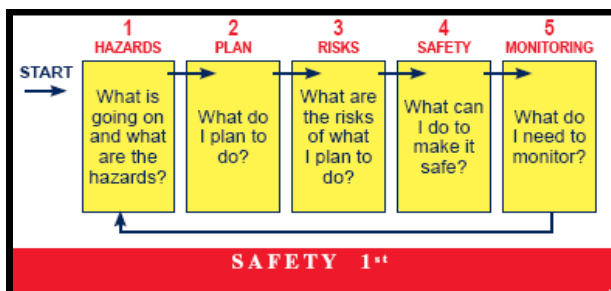 1
HAZARDS
2
PLAN
3
RISKS
4
SAFETY
5
MONITORING
START
What is
going on
and what
are the
hazards?
What do
I plan to
do?
What are
the risks
of what
I plan to
do?
What can
I do to
make it
safe?
What do
I need to
monitor?
SAFETY 1st